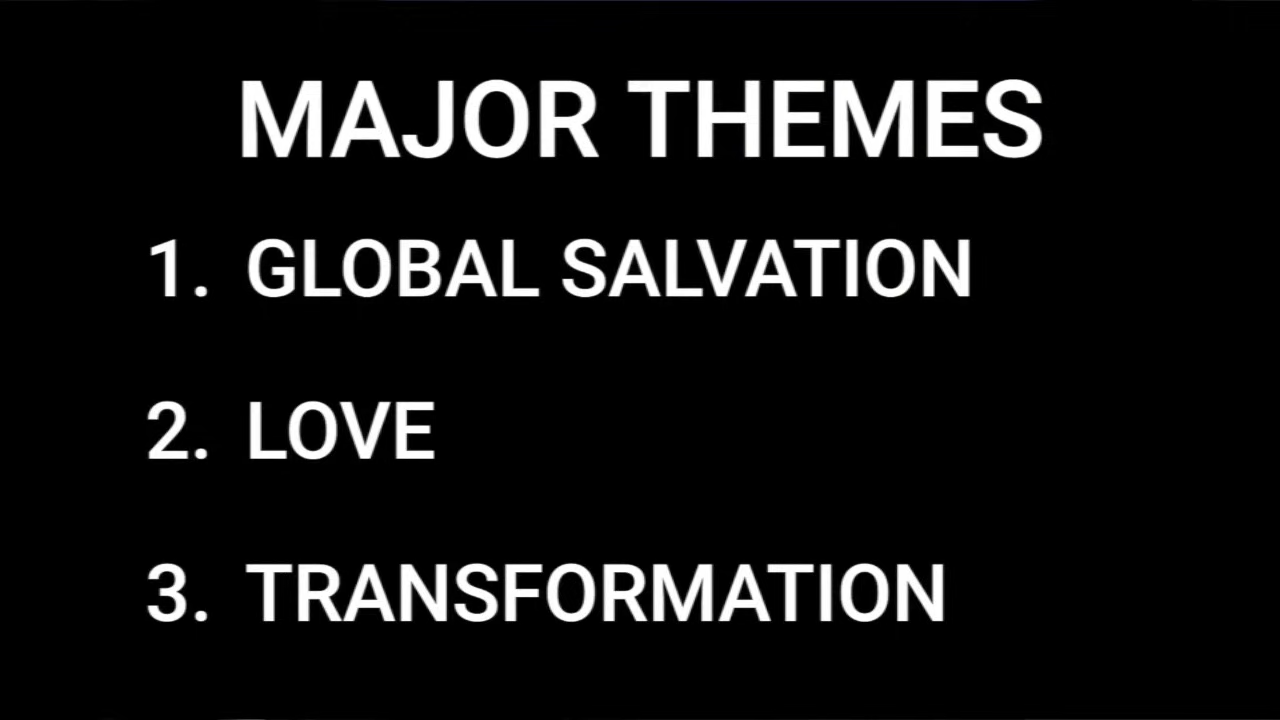 MAJOR THEMES
1. GLOBAL SALVATION
2. LOVE
3. TRANSFORMATION